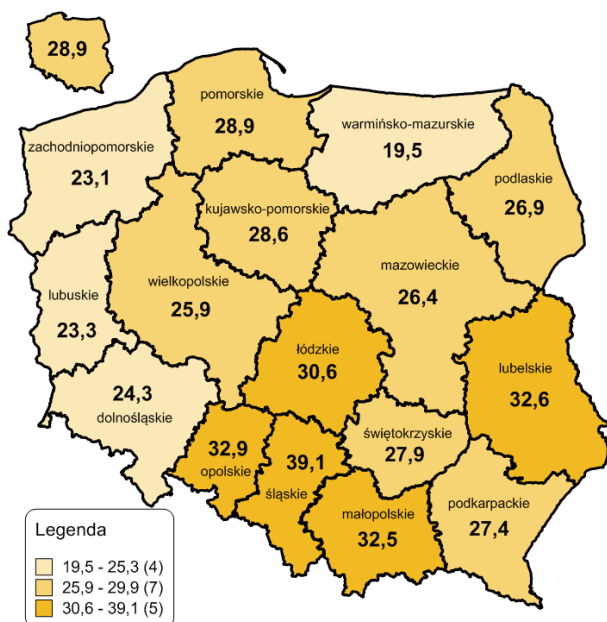 28,9
pomorskie
28,9
warmińsko-mazurskie
19,5
zachodniopomorskie
23,1
podlaskie
26,9
kujawsko-pomorskie
28,6
mazowieckie
26,4
wielkopolskie
25,9
lubuskie
23,3
łódzkie
30,6
lubelskie
32,6
24,3
dolnośląskie
32,9
opolskie
39,1
śląskie
świętokrzyskie
27,9
małopolskie
32,5
podkarpackie
27,4
Legenda
19,5 - 25,3 (4)
25,9 - 29,9 (7)
30,6 - 39,1 (5)